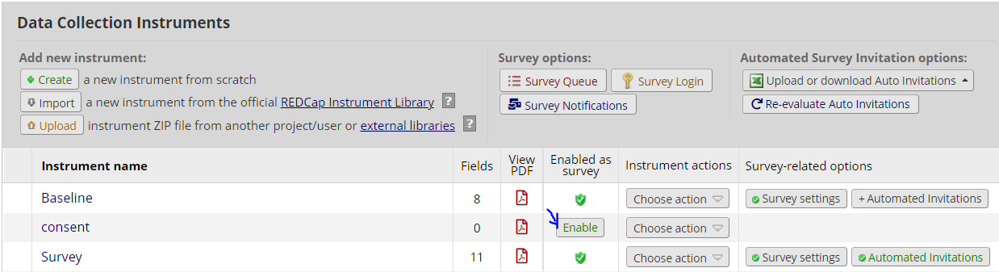 Data Collection Instruments
Add new instrument:
Create a new instrument from scratch
Import a new instrument from the official REDCap Instrument Library ?
Upload instrument ZIP file from another project/user or external libraries ?
Survey options:
Survey Queue Survey Login
Survey Notifications
Automated Survey Invitation options:
Upload or download Auto Invitations
Re-evaluate Auto Invitations
Instrument name Fields View PDF Enabled as survey Instrument actions Survey-related options
Baseline 8 Choose action Survey settings + Automated Invitations
consent 0 Enable Choose action
Survey 11 Choose action Survey settings Automated Invitations